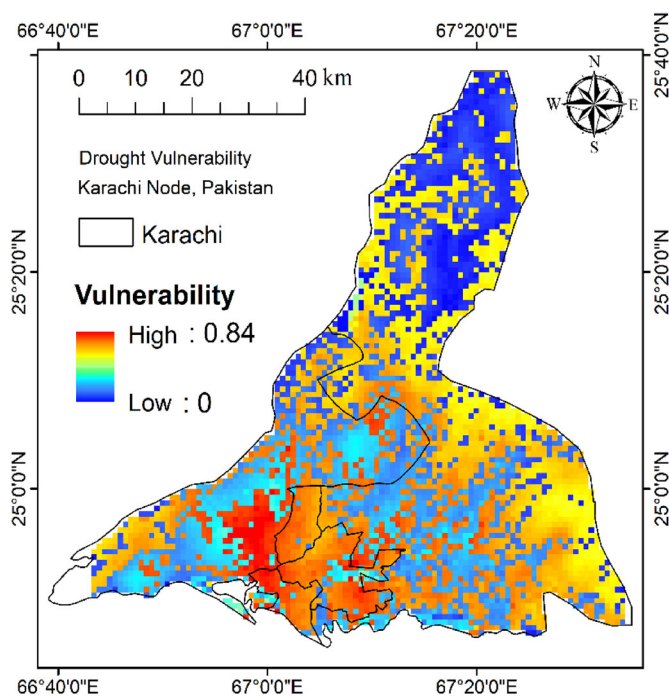 66°40'0"E 67°0'0"E 67°20'0"E
0 10 20 40 km
N
W E
S
Drought Vulnerability
Karachi Node, Pakistan
Karachi
Vulnerability
High : 0.84
Low : 0
25°40'0"N
25°20'0"N
25°20'0"N
25°0'0"N
25°0'0"N
66°40'0"E 67°0'0"E 67°20'0"E